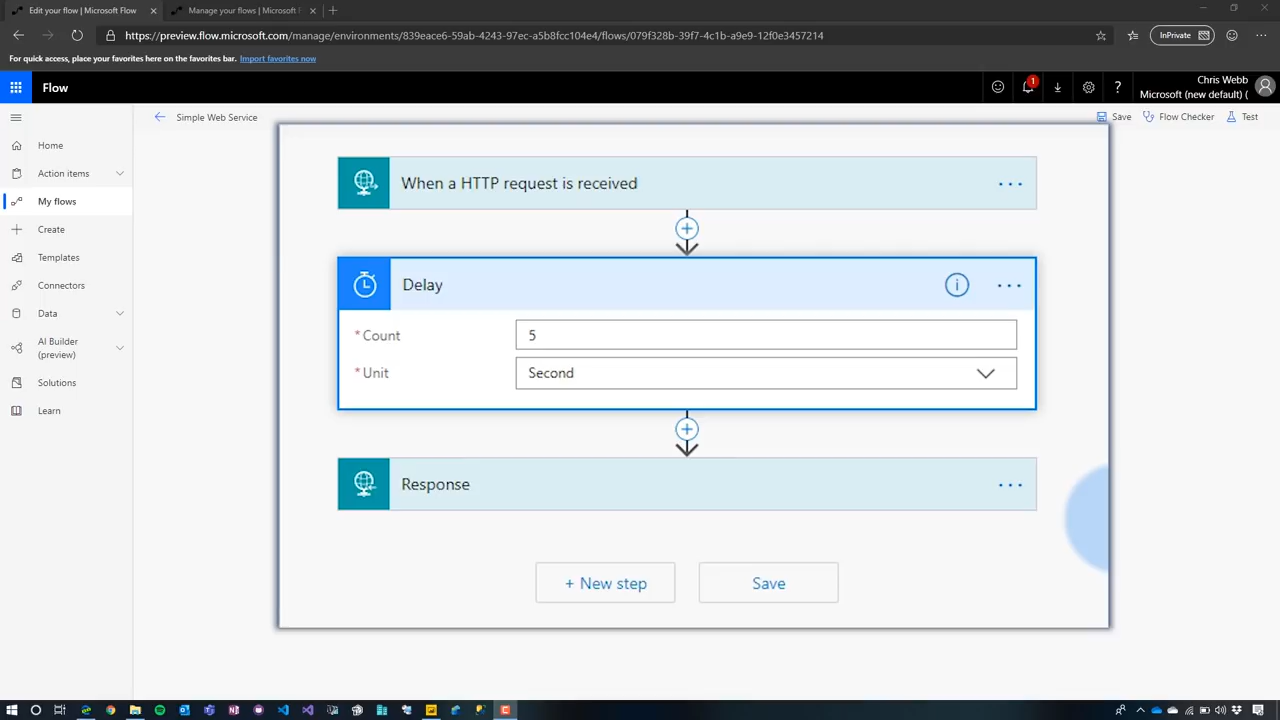 Edit your flow | Microsoft Flow
Manage your flows | Microsoft F
https://preview.flow.microsoft.com/manage/environments/839eace6-59ab-4243-97ec-a5b8fcc104e4/flows/079f328b-39f7-4c1b-a9e9-12f0e3457214
InPrivate
For quick access, place your favorites here on the favorites bar. Import favorites now
Flow
1
?
Chris Webb
Microsoft (new default) (
Simple Web Service
Save
Flow Checker
Test
Home
Action items
My flows
Create
Templates
Connectors
Data
AI Builder
(preview)
Solutions
Learn
When a HTTP request is received
Delay
*Count
5
*Unit
Second
Response
+ New step
Save